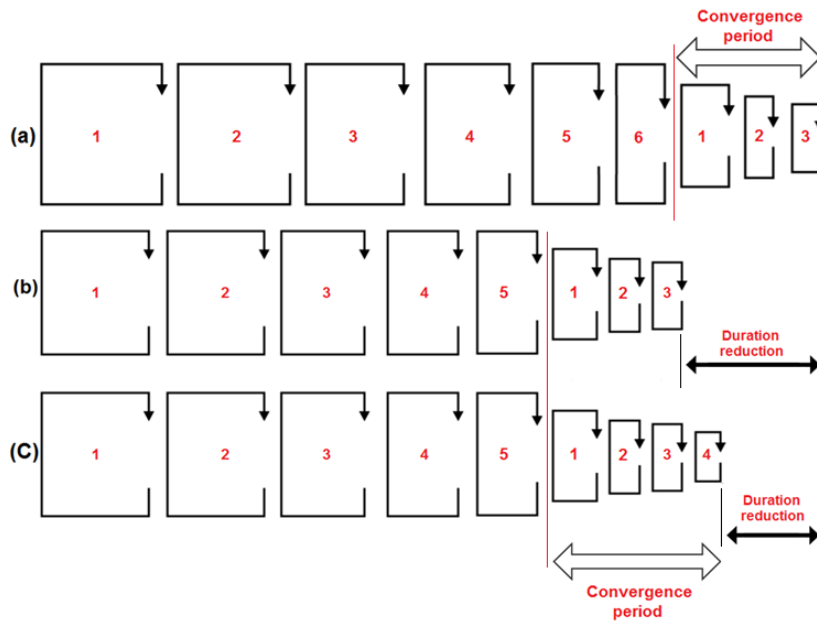 Convergence
period
(a) 1 2 3 4 5 6 1 2 3
(b) 1 2 3 4 5 1 2 3
Duration
reduction
(C) 1 2 3 4 5 1 2 3 4
Duration
reduction
Convergence
period